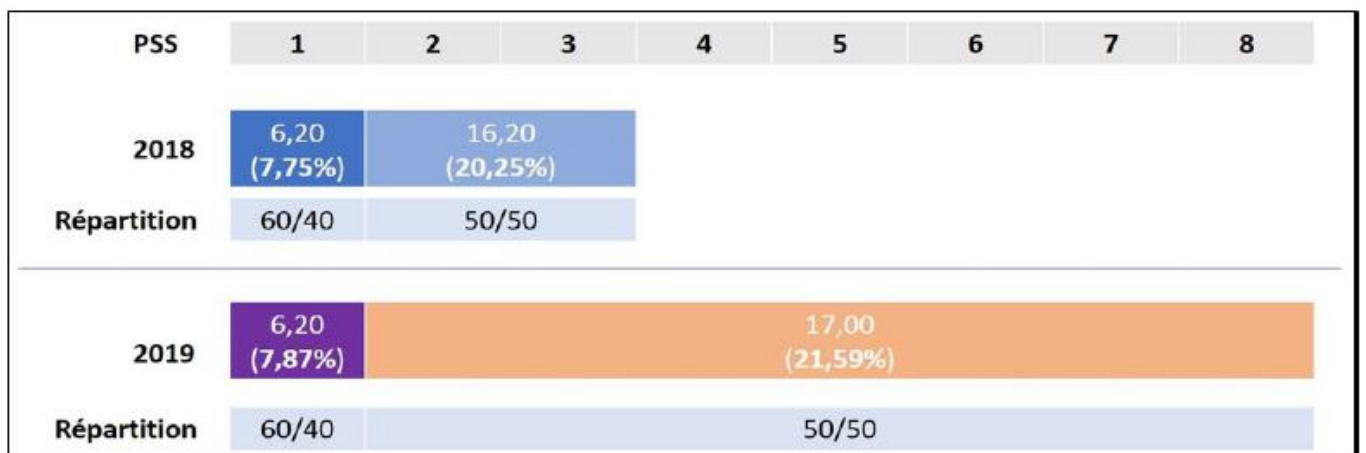 PSS 1 2 3 4 5 6 7 8
2018 6,20 16,20
(7,75%) (20,25%)
Répartition 60/40 50/50
2019 6,20 17,00
(7,87%) (21,59%)
Répartition 60/40 50/50